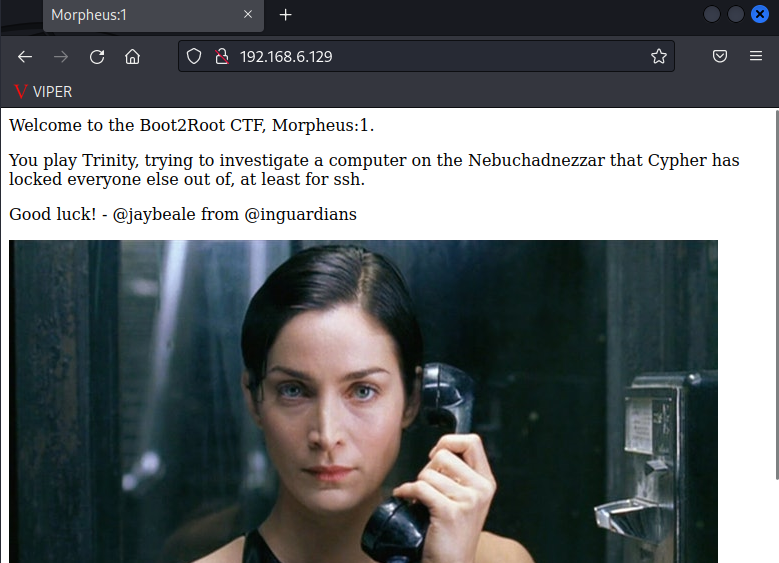 Morpheus:1
192.168.6.129
V VIPER
Welcome to the Boot2Root CTF, Morpheus:1.
You play Trinity, trying to investigate a computer on the Nebuchadnezzar that Cypher has
locked everyone else out of, at least for ssh.
Good luck! - @jaybeale from @inguardians